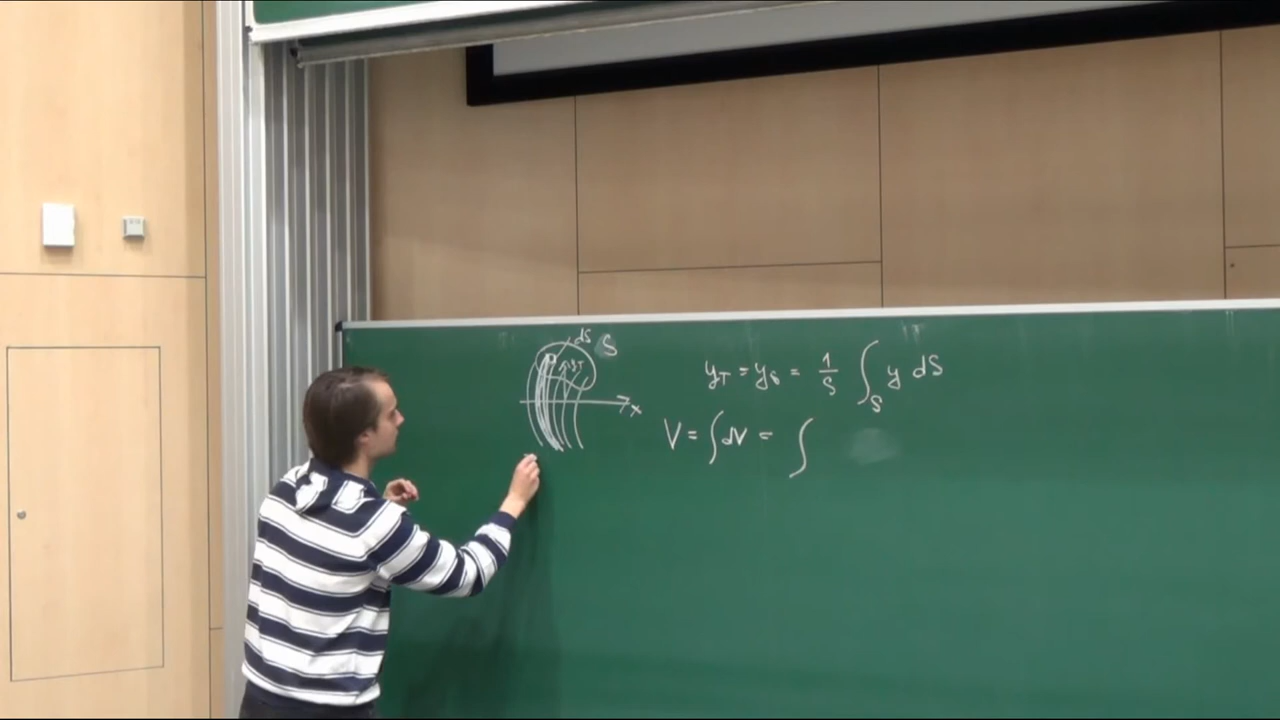 dS S
y_T = y_S = 1/S ∫_S y dS
x
V = ∫ dV = ∫